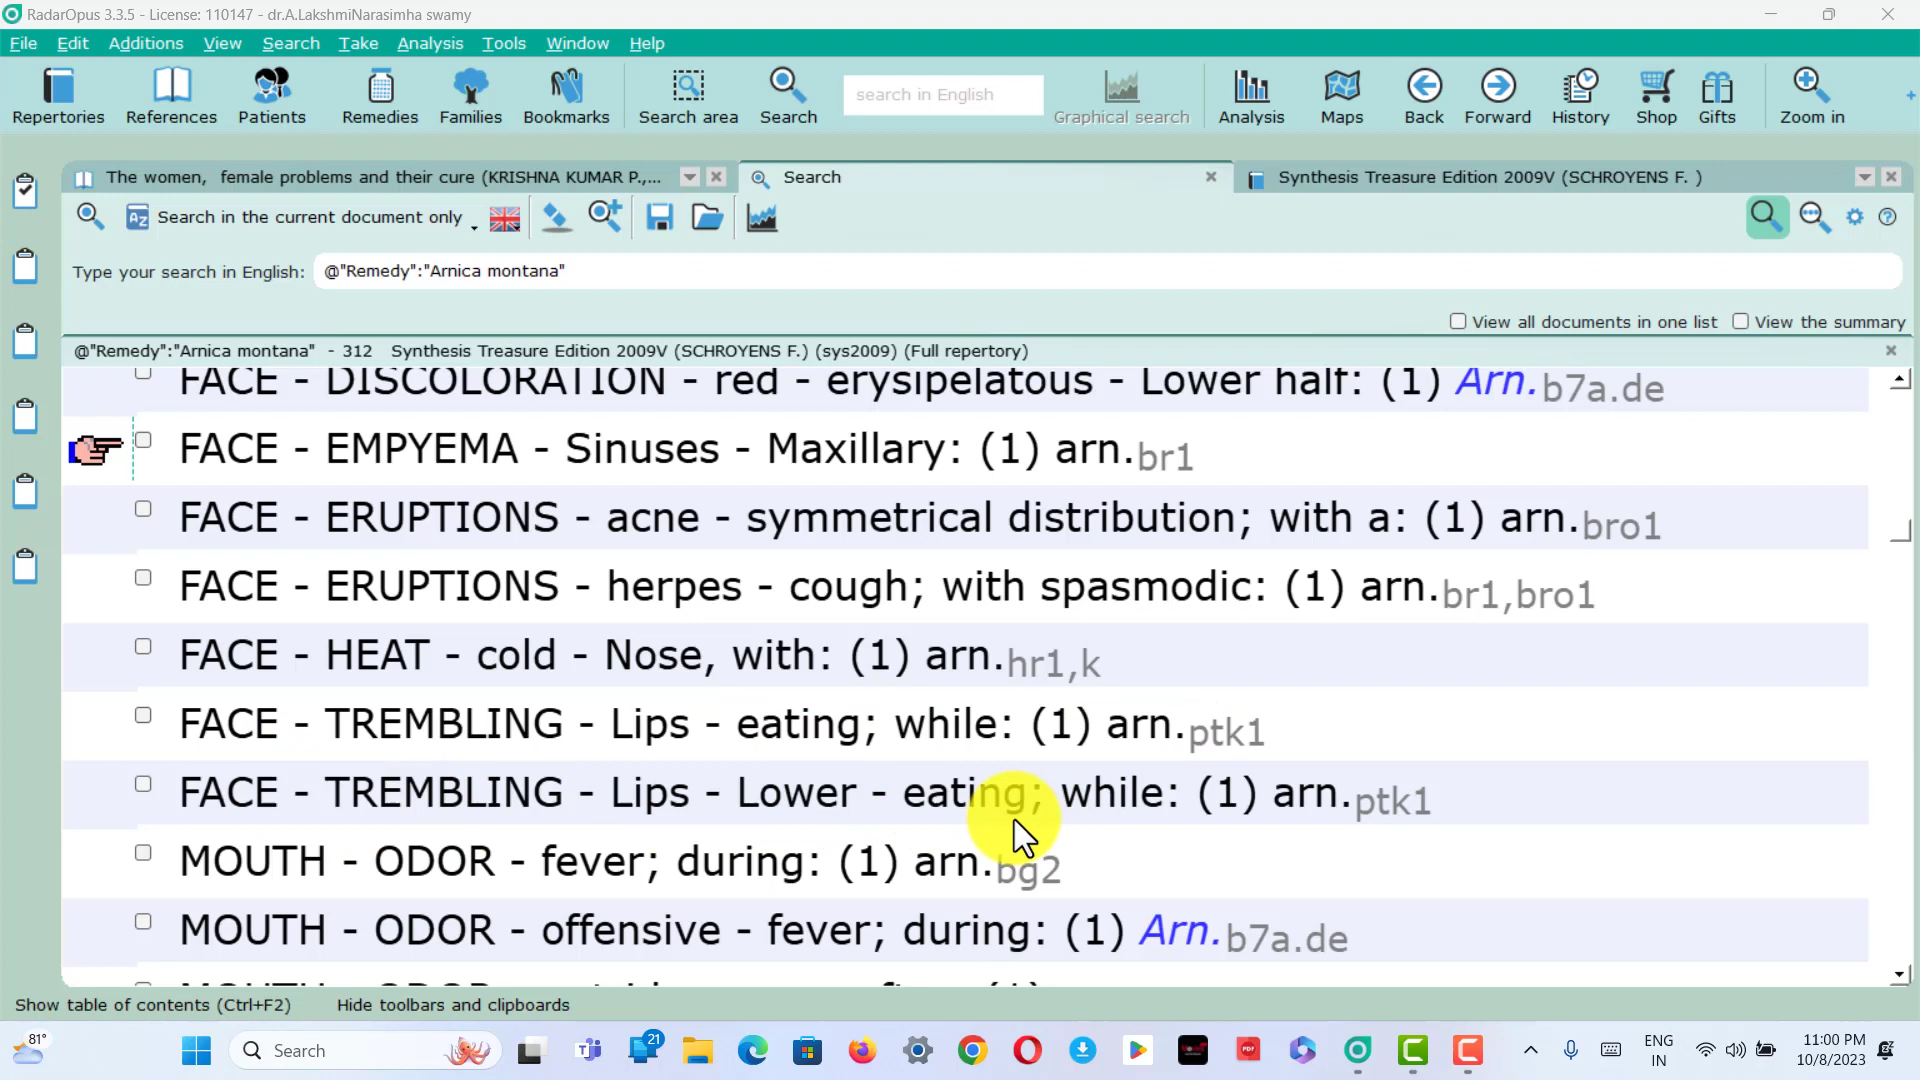 RadarOpus 3.3.5 - License: 110147 - dr.A.LakshmiNarasimha swamy
File Edit Additions View Search Take Analysis Tools Window Help
Repertories References Patients Remedies Families Bookmarks Search area Search search in English Graphical search Analysis Maps Back Forward History Shop Gifts Zoom in
The women, female problems and their cure (KRISHNA KUMAR P.,... Search Synthesis Treasure Edition 2009V (SCHROYENS F. )
AZ Search in the current document only
Type your search in English: @"Remedy":"Arnica montana"
View all documents in one list View the summary
@"Remedy":"Arnica montana" - 312 Synthesis Treasure Edition 2009V (SCHROYENS F.) (sys2009) (Full repertory)
FACE - DISCOLORATION - red - erysipelatous - Lower half: (1) Arn.b7a.de
FACE - EMPYEMA - Sinuses - Maxillary: (1) arn.br1
FACE - ERUPTIONS - acne - symmetrical distribution; with a: (1) arn.bro1
FACE - ERUPTIONS - herpes - cough; with spasmodic: (1) arn.br1,bro1
FACE - HEAT - cold - Nose, with: (1) arn.hr1,k
FACE - TREMBLING - Lips - eating; while: (1) arn.ptk1
FACE - TREMBLING - Lips - Lower - eating; while: (1) arn.ptk1
MOUTH - ODOR - fever; during: (1) arn.bg2
MOUTH - ODOR - offensive - fever; during: (1) Arn.b7a.de
Show table of contents (Ctrl+F2) Hide toolbars and clipboards
81° Search 21 PDF ENG IN 11:00 PM 10/8/2023